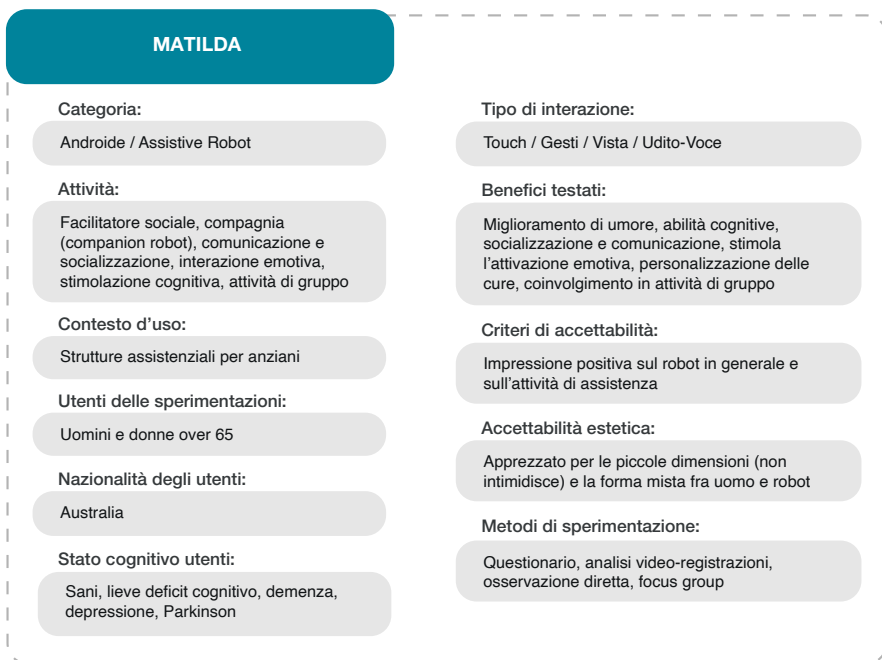 MATILDA
Categoria:
Androide / Assistive Robot
Attività:
Facilitatore sociale, compagnia
(companion robot), comunicazione e
socializzazione, interazione emotiva,
stimolazione cognitiva, attività di gruppo
Contesto d’uso:
Strutture assistenziali per anziani
Utenti delle sperimentazioni:
Uomini e donne over 65
Nazionalità degli utenti:
Australia
Stato cognitivo utenti:
Sani, lieve deficit cognitivo, demenza,
depressione, Parkinson
Tipo di interazione:
Touch / Gesti / Vista / Udito-Voce
Benefici testati:
Miglioramento di umore, abilità cognitive,
socializzazione e comunicazione, stimola
l’attivazione emotiva, personalizzazione delle
cure, coinvolgimento in attività di gruppo
Criteri di accettabilità:
Impressione positiva sul robot in generale e
sull’attività di assistenza
Accettabilità estetica:
Apprezzato per le piccole dimensioni (non
intimidisce) e la forma mista fra uomo e robot
Metodi di sperimentazione:
Questionario, analisi video-registrazioni,
osservazione diretta, focus group